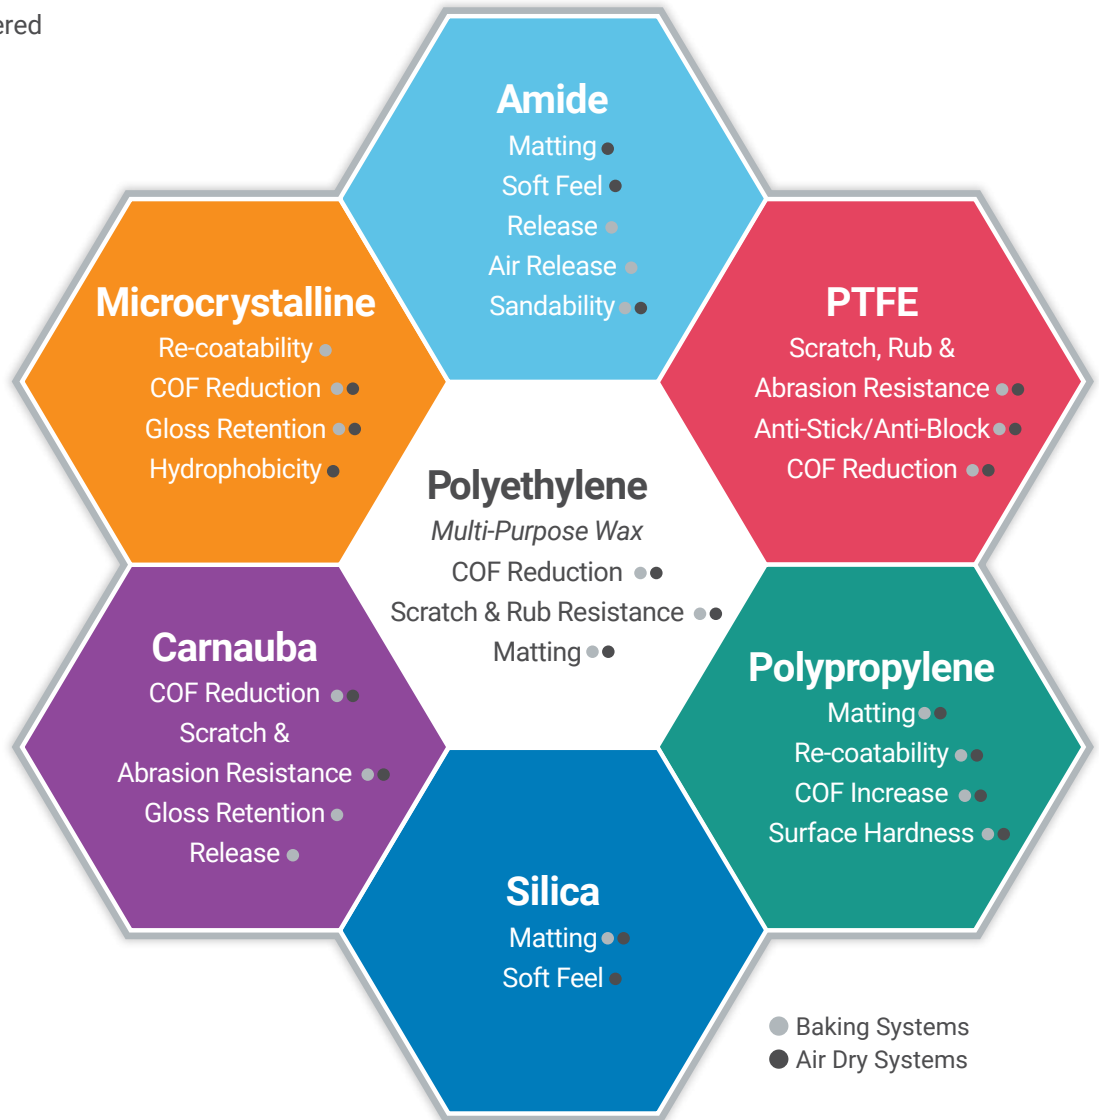 ered
Amide
Matting
Soft Feel
Release
Air Release
Sandability
Microcrystalline
Re-coatability
COF Reduction
Gloss Retention
Hydrophobicity
PTFE
Scratch, Rub &
Abrasion Resistance
Anti-Stick/Anti-Block
COF Reduction
Polyethylene
Multi-Purpose Wax
COF Reduction
Scratch & Rub Resistance
Matting
Carnauba
COF Reduction
Scratch &
Abrasion Resistance
Gloss Retention
Release
Polypropylene
Matting
Re-coatability
COF Increase
Surface Hardness
Silica
Matting
Soft Feel
Baking Systems
Air Dry Systems